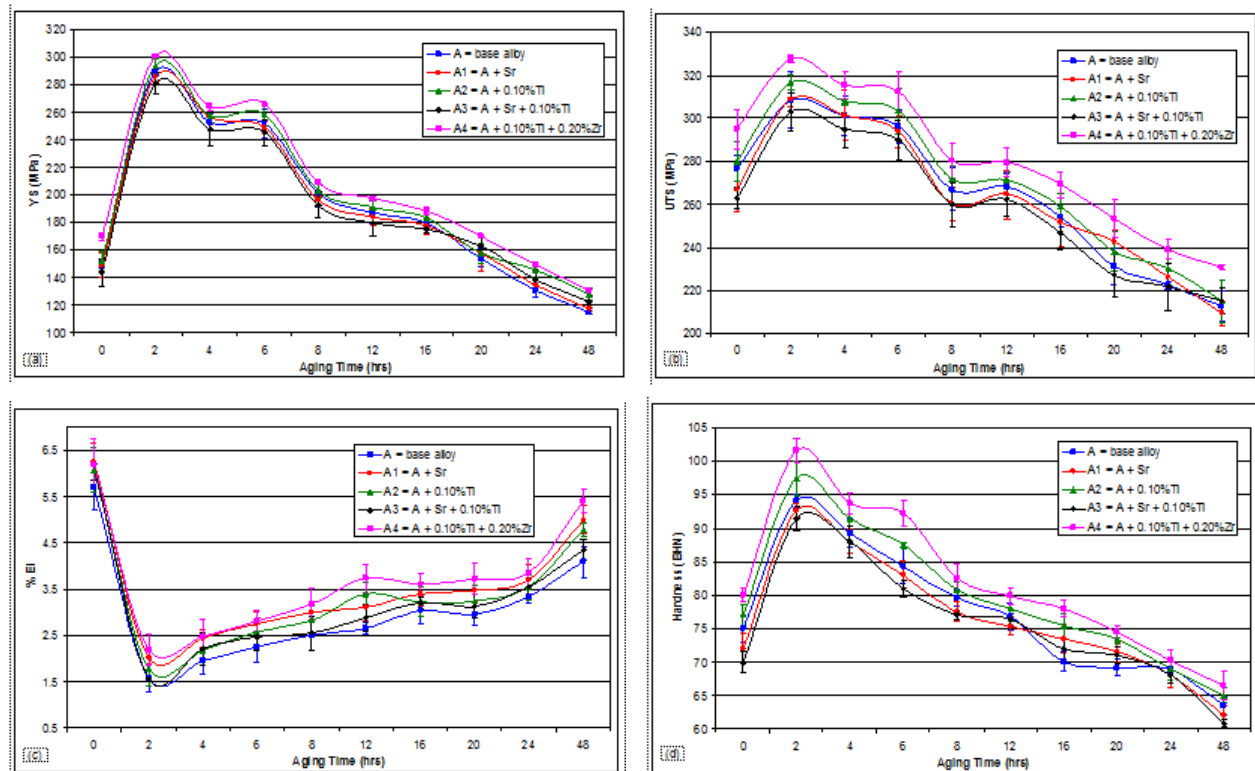 320
300
280
260
240
220
200
180
160
140
120
100
YS (MPa)
A = base alloy
A1 = A + Sr
A2 = A + 0.10%Ti
A3 = A + Sr + 0.10%Ti
A4 = A + 0.10%Ti + 0.20%Zr
0 2 4 6 8 12 16 20 24 48
(a)
Aging Time (hrs)
340
320
300
280
260
240
220
200
UTS (MPa)
A = base alloy
A1 = A + Sr
A2 = A + 0.10%Ti
A3 = A + Sr + 0.10%Ti
A4 = A + 0.10%Ti + 0.20%Zr
0 2 4 6 8 12 16 20 24 48
(b)
Aging Time (hrs)
6.5
5.5
4.5
3.5
2.5
1.5
0.5
% El
A = base alloy
A1 = A + Sr
A2 = A + 0.10%Ti
A3 = A + Sr + 0.10%Ti
A4 = A + 0.10%Ti + 0.20%Zr
0 2 4 6 8 12 16 20 24 48
(c)
Aging Time (hrs)
105
100
95
90
85
80
75
70
65
60
Hardness (BHN)
A = base alloy
A1 = A + Sr
A2 = A + 0.10%Ti
A3 = A + Sr + 0.10%Ti
A4 = A + 0.10%Ti + 0.20%Zr
0 2 4 6 8 12 16 20 24 48
(d)
Aging Time (hrs)